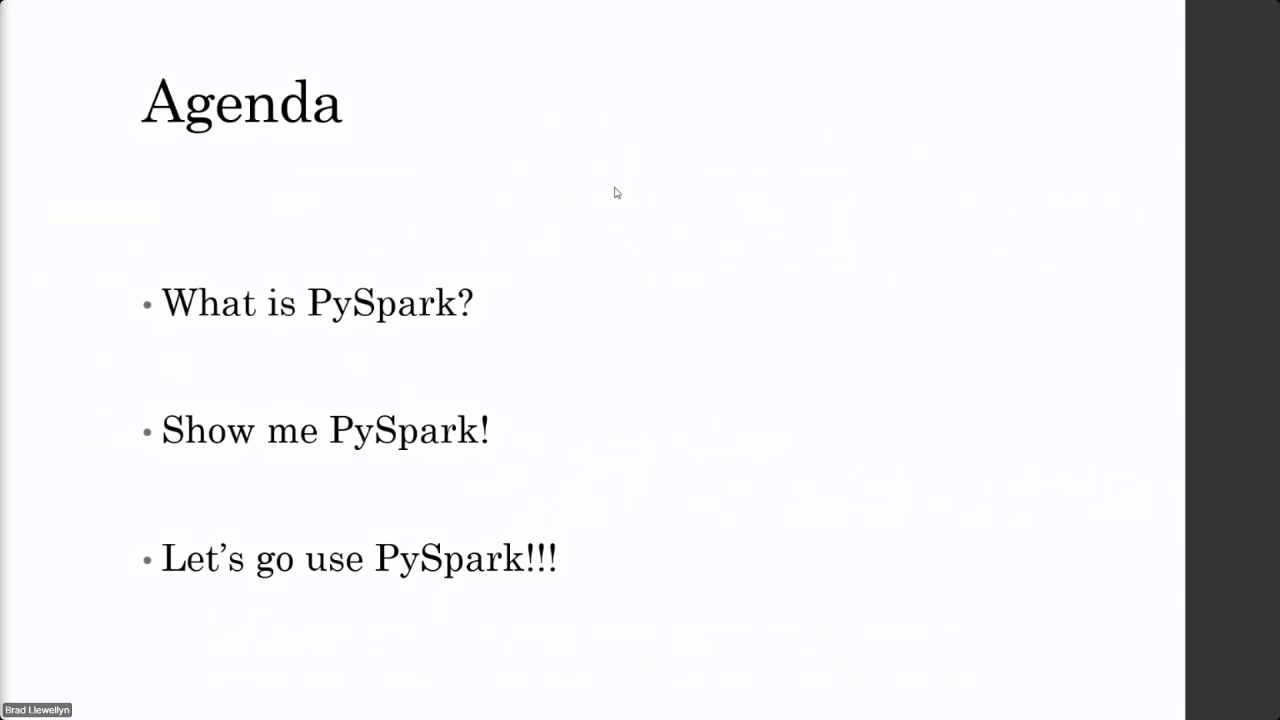 Agenda
• What is PySpark?
• Show me PySpark!
• Let’s go use PySpark!!!
Brad Llewellyn